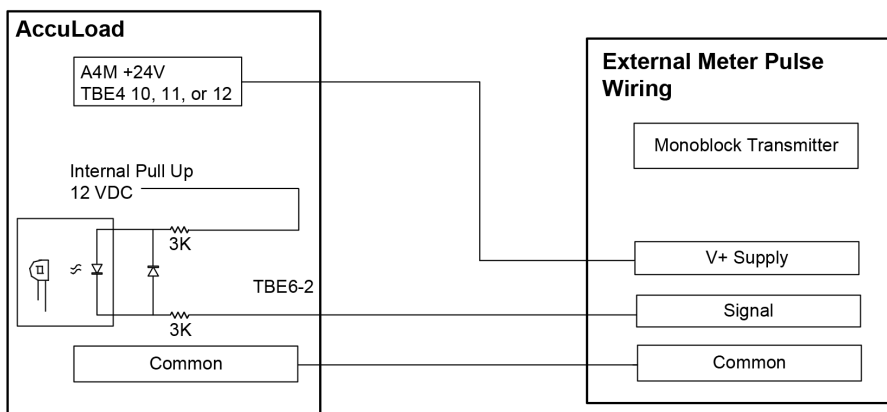 AccuLoad
A4M +24V
TBE4 10, 11, or 12
Internal Pull Up
12 VDC
3K
TBE6-2
3K
Common
External Meter Pulse
Wiring
Monoblock Transmitter
V+ Supply
Signal
Common